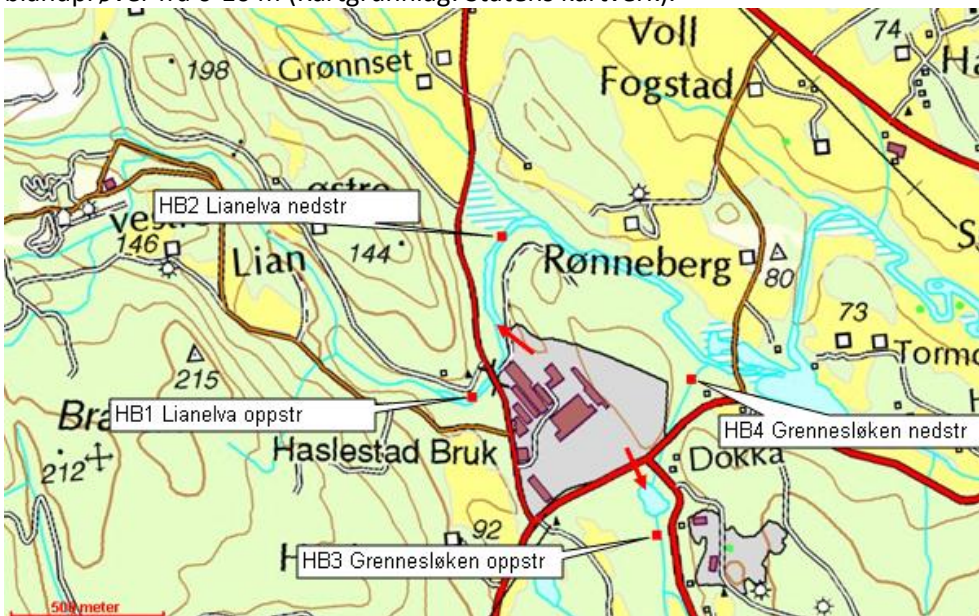 198
Grønnset
Voll
Fogstad
74
HB2 Lianelva nedstr
146
Lian
144
Rønneberg
80
73
215
HB1 Lianelva oppstr
HB4 Grennesløken nedstr
Haslestad Bruk
Dokka
212
92
HB3 Grennesløken oppstr
500 meter